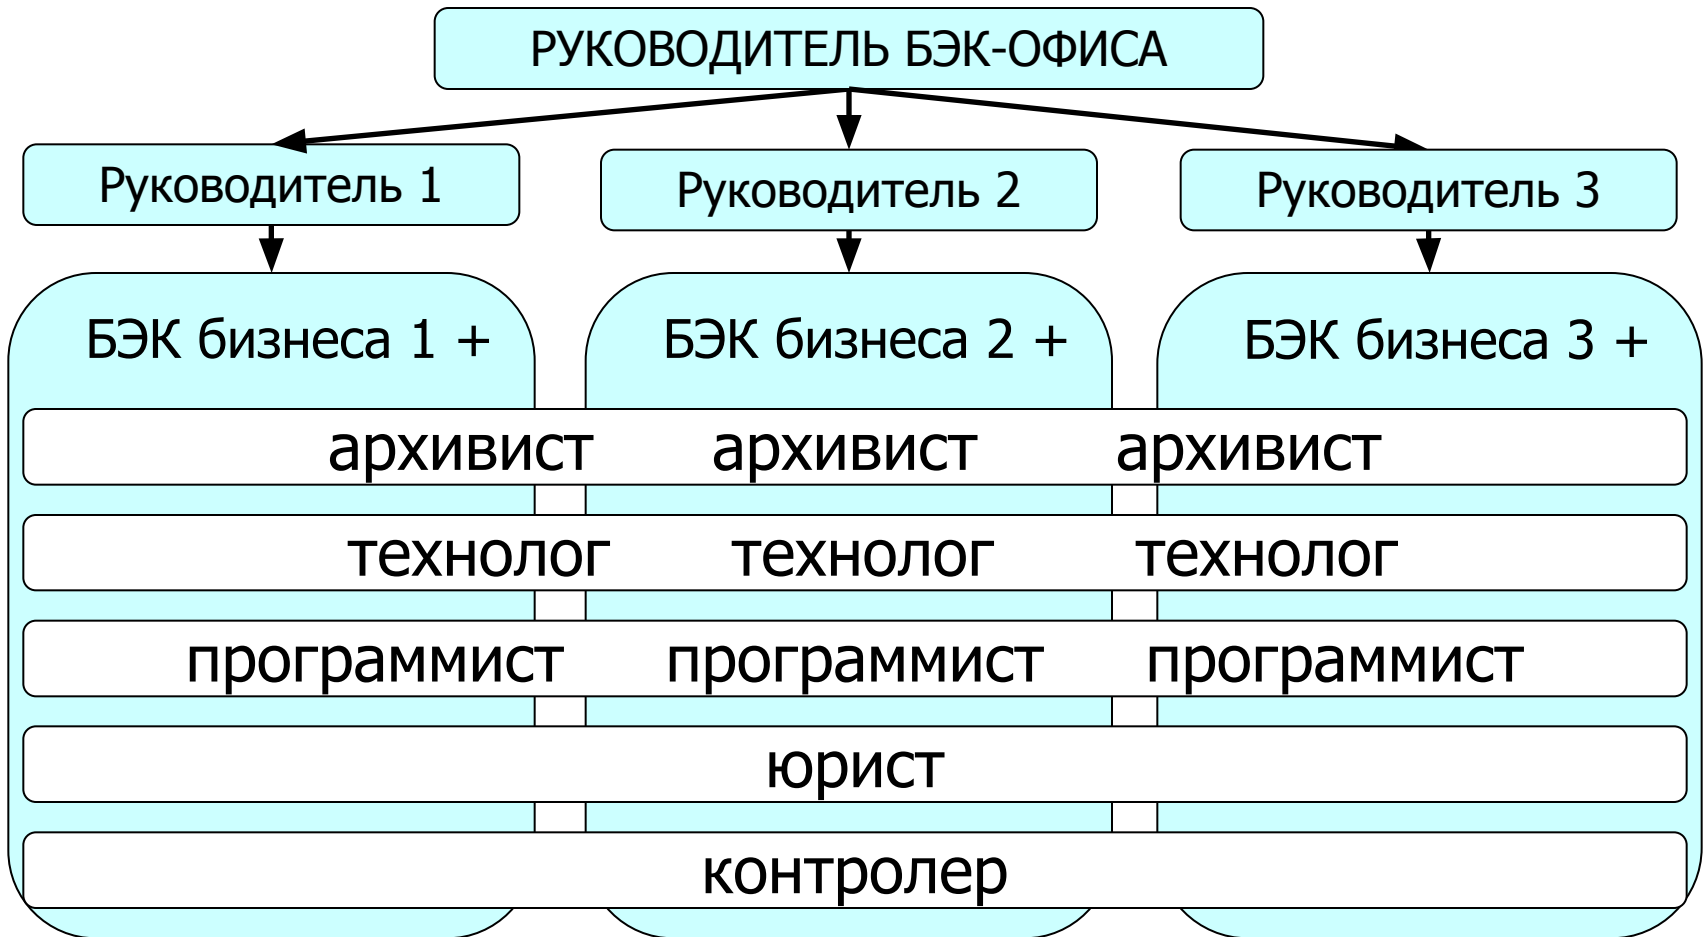 РУКОВОДИТЕЛЬ БЭК-ОФИСА
Руководитель 1
Руководитель 2
Руководитель 3
БЭК бизнеса 1 +
БЭК бизнеса 2 +
БЭК бизнеса 3 +
архивист архивист архивист
технолог технолог технолог
программист программист программист
юрист
контролер